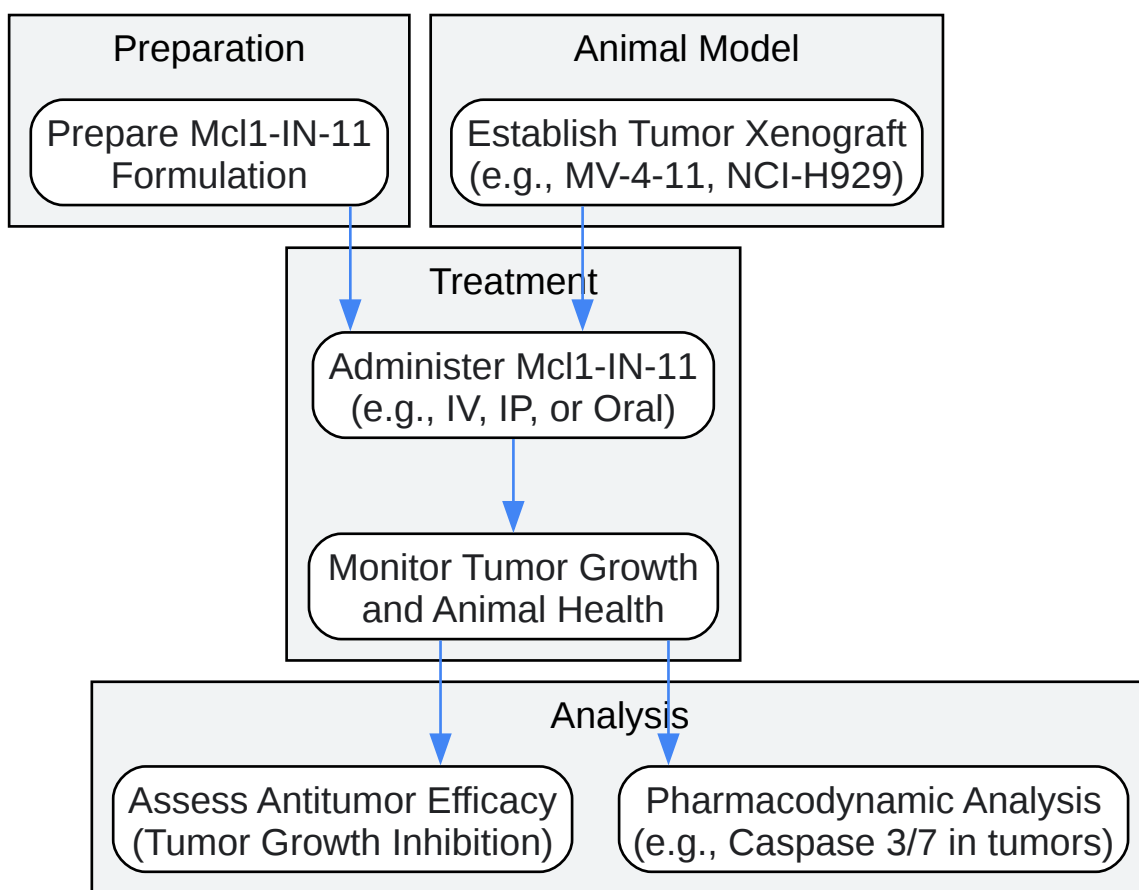 Preparation
Prepare Mcl1-IN-11
Formulation
Animal Model
Establish Tumor Xenograft
(e.g., MV-4-11, NCI-H929)
Treatment
Administer Mcl1-IN-11
(e.g., IV, IP, or Oral)
Monitor Tumor Growth
and Animal Health
Analysis
Assess Antitumor Efficacy
(Tumor Growth Inhibition)
Pharmacodynamic Analysis
(e.g., Caspase 3/7 in tumors)